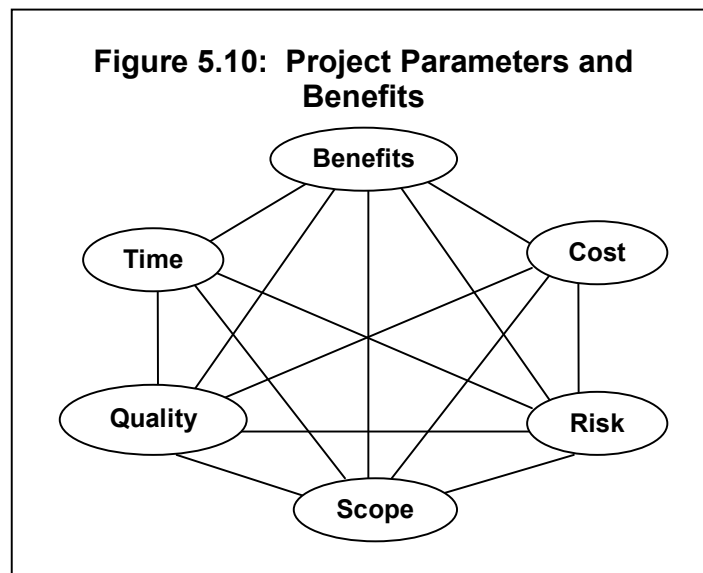 Figure 5.10: Project Parameters and
Benefits
Benefits
Time
Cost
Quality
Risk
Scope